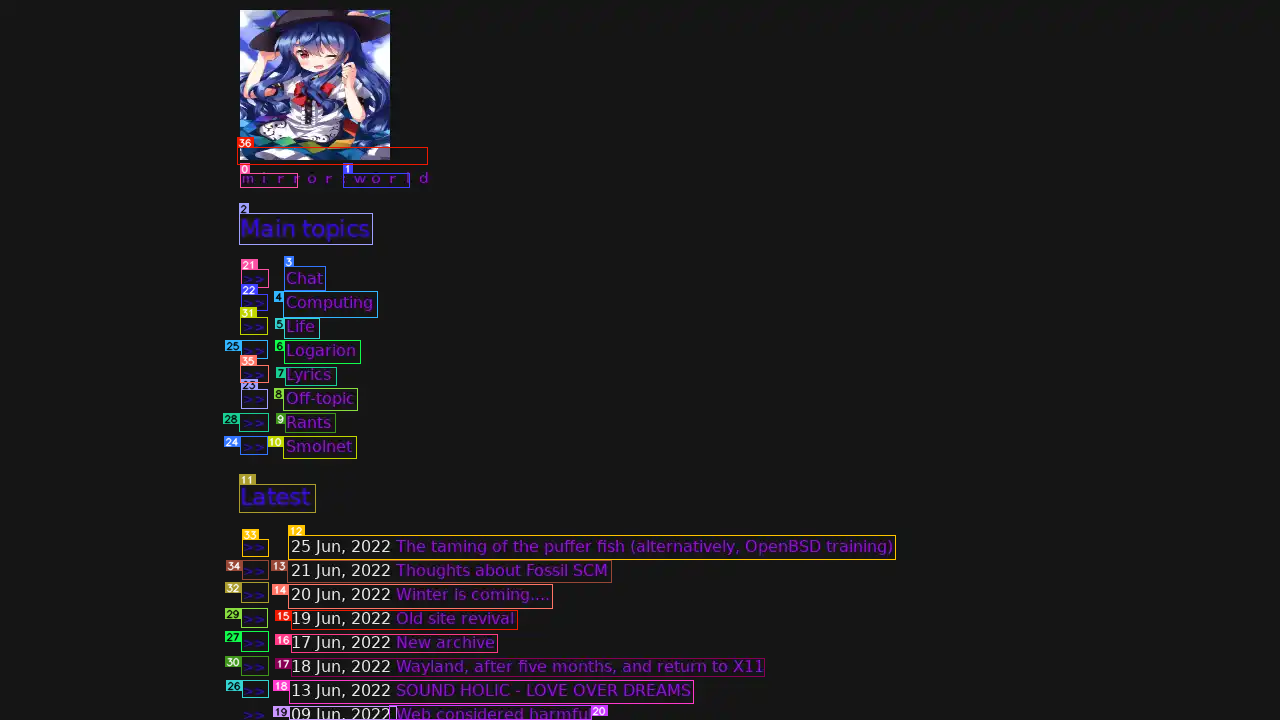 36
0 1
m i r r o r : w o r l d
2
Main topics
21 >> 3 Chat
22 >> 4 Computing
31 >> 5 Life
25 >> 6 Logarion
35 >> 7 Lyrics
23 >> 8 Off-topic
28 >> 9 Rants
24 >> 10 Smolnet
11
Latest
33 >> 12 25 Jun, 2022 The taming of the puffer fish (alternatively, OpenBSD training)
34 >> 13 21 Jun, 2022 Thoughts about Fossil SCM
32 >> 14 20 Jun, 2022 Winter is coming....
29 >> 15 19 Jun, 2022 Old site revival
27 >> 16 17 Jun, 2022 New archive
30 >> 17 18 Jun, 2022 Wayland, after five months, and return to X11
26 >> 18 13 Jun, 2022 SOUND HOLIC - LOVE OVER DREAMS
>> 19 09 Jun, 2022 Web considered harmful 20